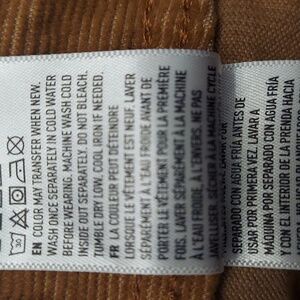 EN COLOR MAY TRANSFER WHEN NEW.
WASH ONCE SEPARATELY IN COLD WATER
BEFORE WEARING. MACHINE WASH COLD
INSIDE OUT SEPARATELY. DO NOT BLEACH.
TUMBLE DRY LOW. COOL IRON IF NEEDED.
FR LA COULEUR PEUT DÉTEINDRE
LORSQUE LE VÊTEMENT EST NEUF. LAVER
SÉPARÉMENT À L'EAU FROIDE AVANT DE
PORTER LE VÊTEMENT POUR LA PREMIÈRE
FOIS. LAVER SÉPARÉMENT À LA MACHINE
À L'EAU FROIDE, À L'ENVERS. NE PAS
MACHINE CYCLE
SEPARADO CON AGUA FRÍA ANTES DE
USAR POR PRIMERA VEZ. LAVAR A
MÁQUINA POR SEPARADO CON AGUA FRÍA
Y CON EL INTERIOR DE LA PRENDA HACIA